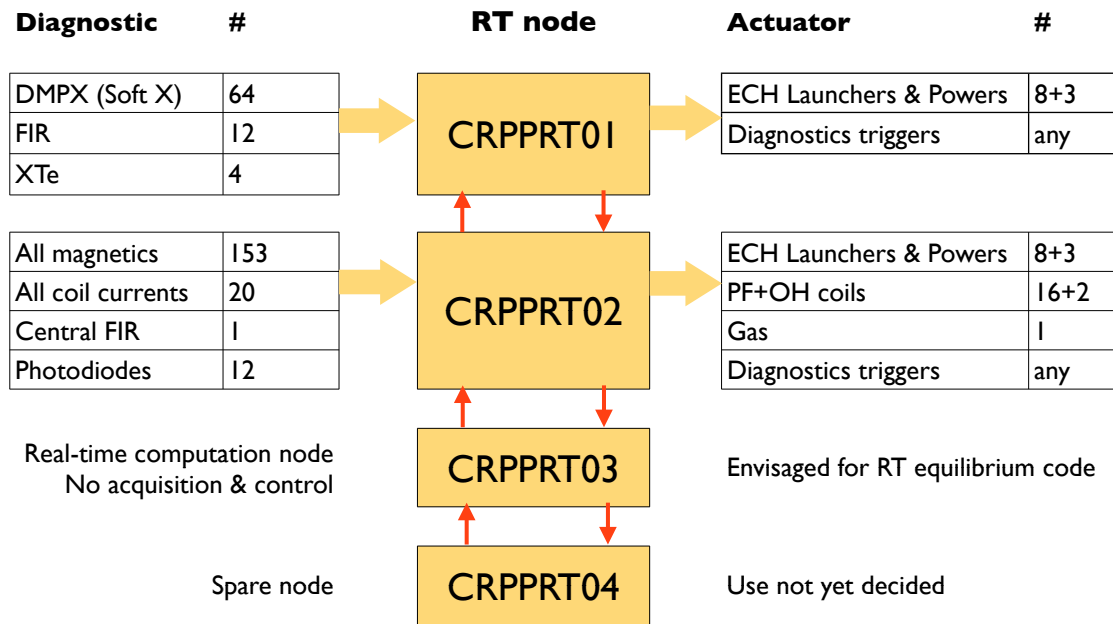 Diagnostic # RT node Actuator #
DMPX (Soft X) 64
FIR 12
XTe 4
CRPPRT01
ECH Launchers & Powers 8+3
Diagnostics triggers any
All magnetics 153
All coil currents 20
Central FIR 1
Photodiodes 12
CRPPRT02
ECH Launchers & Powers 8+3
PF+OH coils 16+2
Gas 1
Diagnostics triggers any
Real-time computation node
No acquisition & control
CRPPRT03
Envisaged for RT equilibrium code
Spare node
CRPPRT04
Use not yet decided